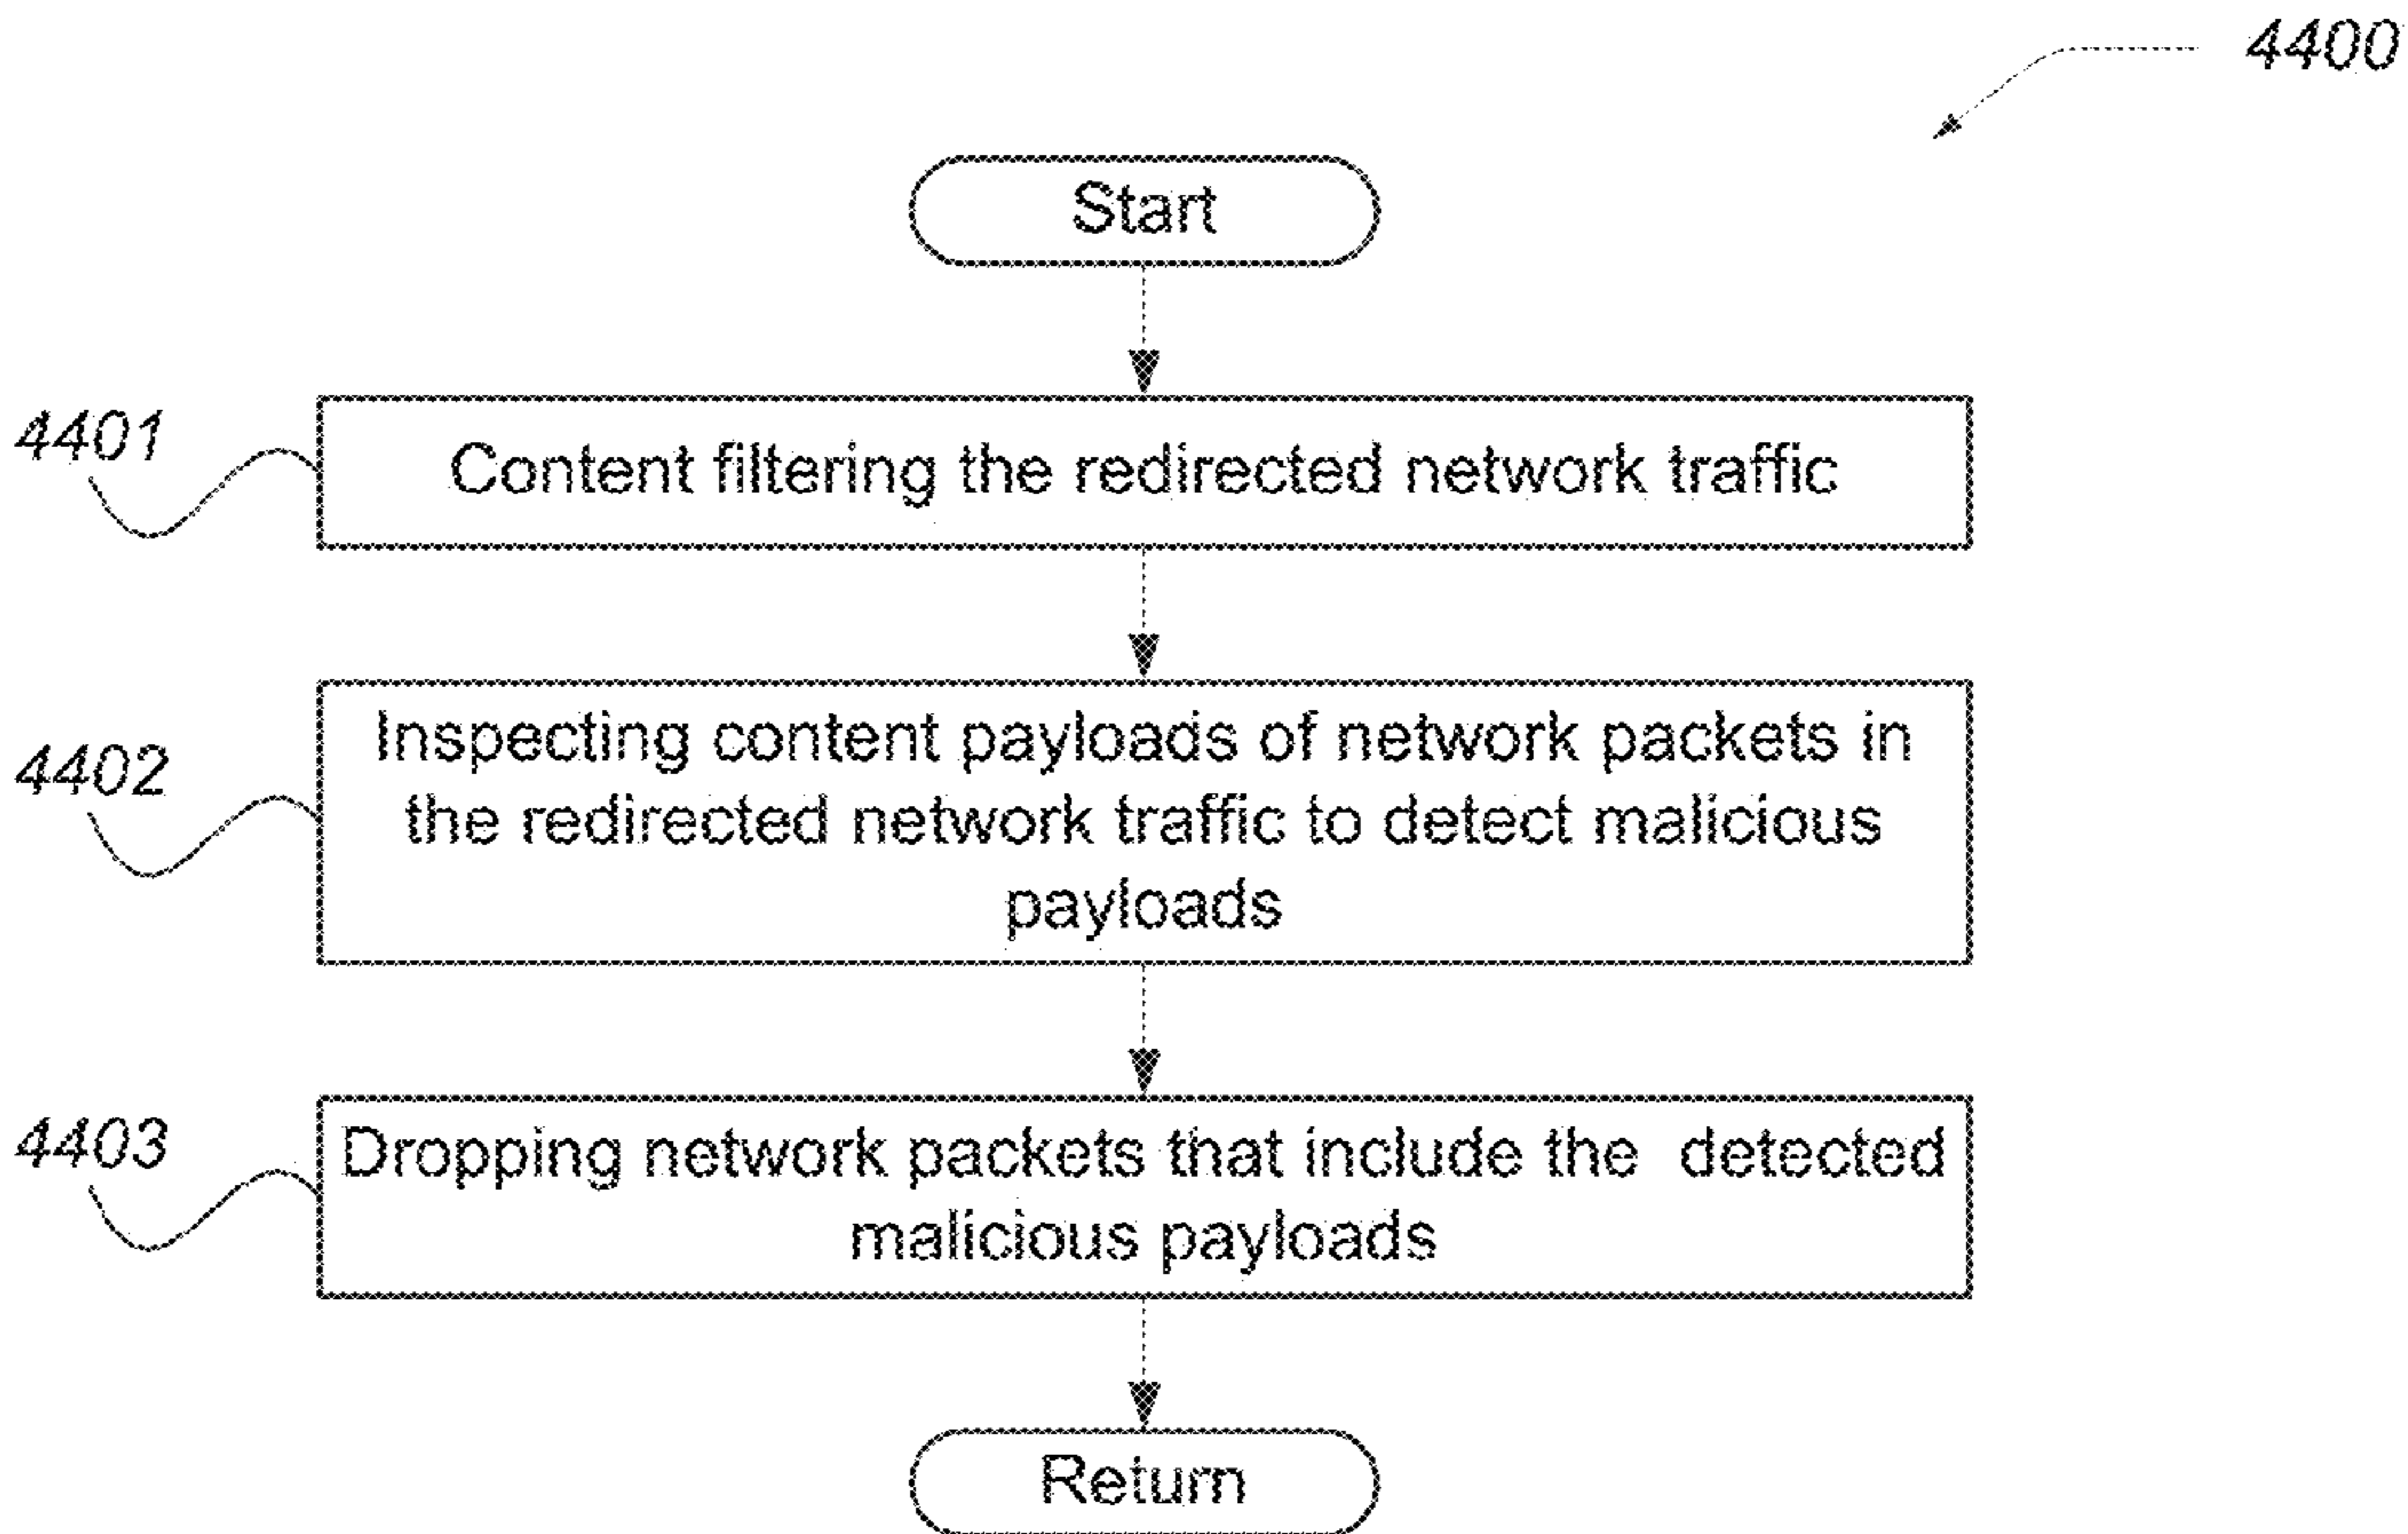 4400
Start
4401
Content filtering the redirected network traffic
4402
Inspecting content payloads of network packets in
the redirected network traffic to detect malicious
payloads
4403
Dropping network packets that include the detected
malicious payloads
Return